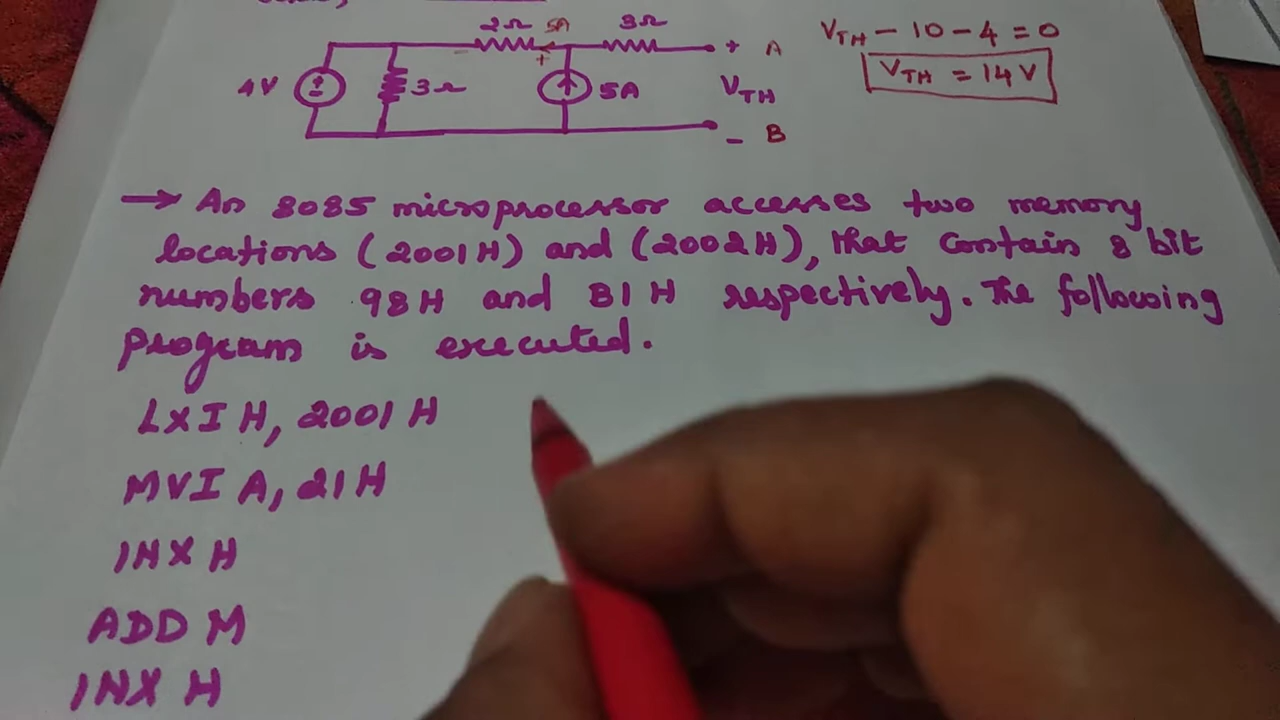 2Ω 5A 3Ω + A
VTH - 10 - 4 = 0
VTH = 14V
4V 3Ω 5A VTH
- B
→ An 8085 microprocessor accesses two memory
locations (2001H) and (2002H), that contain 8 bit
numbers 98H and B1H respectively. The following
program is executed.
LXI H, 2001H
MVI A, 21H
INX H
ADD M
INX H